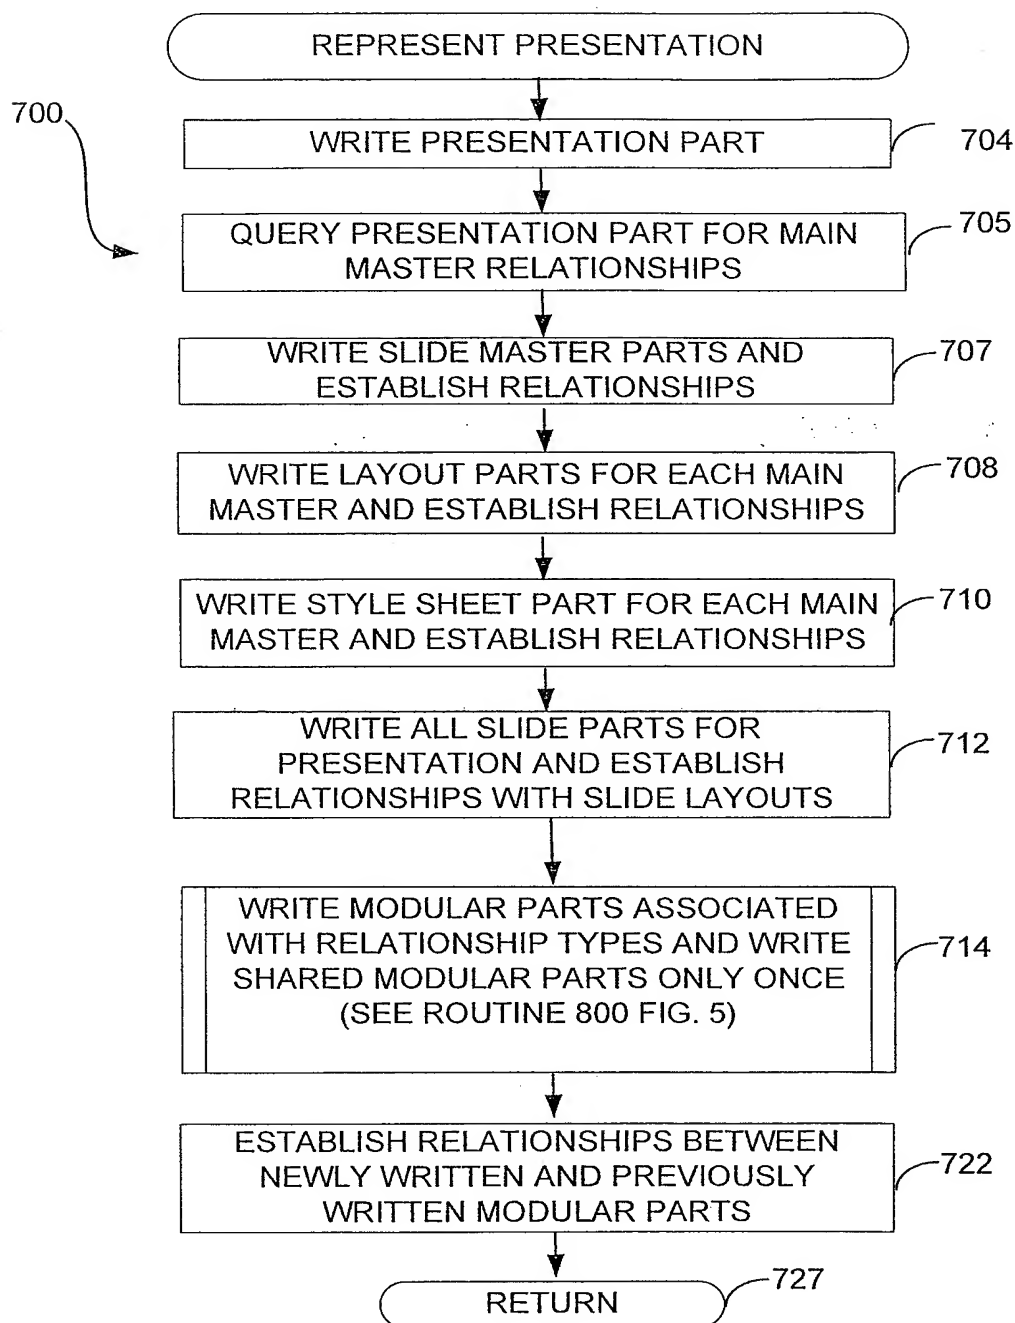 REPRESENT PRESENTATION
700
WRITE PRESENTATION PART
704
QUERY PRESENTATION PART FOR MAIN
MASTER RELATIONSHIPS
705
WRITE SLIDE MASTER PARTS AND
ESTABLISH RELATIONSHIPS
707
WRITE LAYOUT PARTS FOR EACH MAIN
MASTER AND ESTABLISH RELATIONSHIPS
708
WRITE STYLE SHEET PART FOR EACH MAIN
MASTER AND ESTABLISH RELATIONSHIPS
710
WRITE ALL SLIDE PARTS FOR
PRESENTATION AND ESTABLISH
RELATIONSHIPS WITH SLIDE LAYOUTS
712
WRITE MODULAR PARTS ASSOCIATED
WITH RELATIONSHIP TYPES AND WRITE
SHARED MODULAR PARTS ONLY ONCE
(SEE ROUTINE 800 FIG. 5)
714
ESTABLISH RELATIONSHIPS BETWEEN
NEWLY WRITTEN AND PREVIOUSLY
WRITTEN MODULAR PARTS
722
RETURN
727